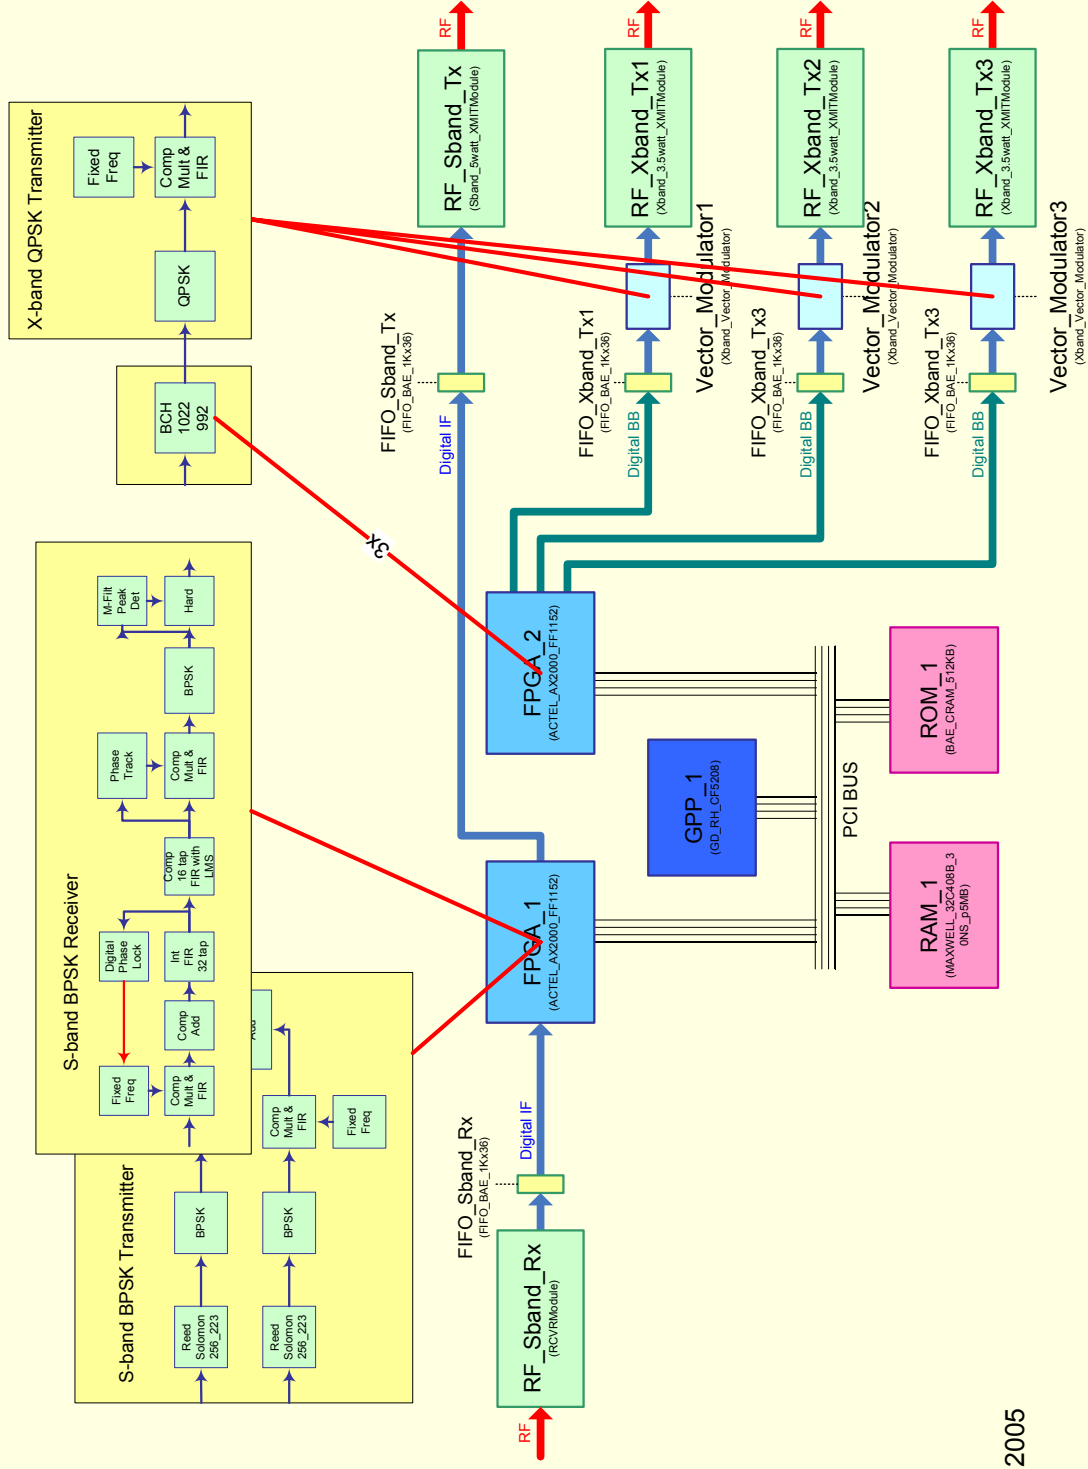 S-band BPSK Transmitter
Reed
Solomon
256_223
BPSK
Reed
Solomon
256_223
BPSK
Comp
Mult &
FIR
Fixed
Freq
S-band BPSK Receiver
Fixed
Freq
Comp
Mult &
FIR
Comp
Add
Digital
Phase
Lock
Int
FIR
32 tap
Comp
16 tap
FIR with
LMS
Phase
Track
Comp
Mult &
FIR
BPSK
M-Filt
Peak
Det
Hard
BCH
1022
992
X-band QPSK Transmitter
QPSK
Fixed
Freq
Comp
Mult &
FIR
3x
RF
RF_Sband_Rx
(RCVRModule)
FIFO_Sband_Rx
(FIFO_BAE_1Kx36)
Digital IF
FPGA_1
(ACTEL_AX2000_FF1152)
FPGA_2
(ACTEL_AX2000_FF1152)
Digital IF
FIFO_Sband_Tx
(FIFO_BAE_1Kx36)
RF_Sband_Tx
(Sband_5watt_XMITModule)
RF
Digital BB
FIFO_Xband_Tx1
(FIFO_BAE_1Kx36)
Vector_Modulator1
(Xband_Vector_Modulator)
RF_Xband_Tx1
(Xband_3.5watt_XMITModule)
RF
Digital BB
FIFO_Xband_Tx3
(FIFO_BAE_1Kx36)
Vector_Modulator2
(Xband_Vector_Modulator)
RF_Xband_Tx2
(Xband_3.5watt_XMITModule)
RF
Digital BB
FIFO_Xband_Tx3
(FIFO_BAE_1Kx36)
Vector_Modulator3
(Xband_Vector_Modulator)
RF_Xband_Tx3
(Xband_3.5watt_XMITModule)
RF
GPP_1
(GD_RH_CF5208)
PCI BUS
RAM_1
(MAXWELL_32C408B_3
0NS_p5MB)
ROM_1
(BAE_CRAM_512KB)
2005